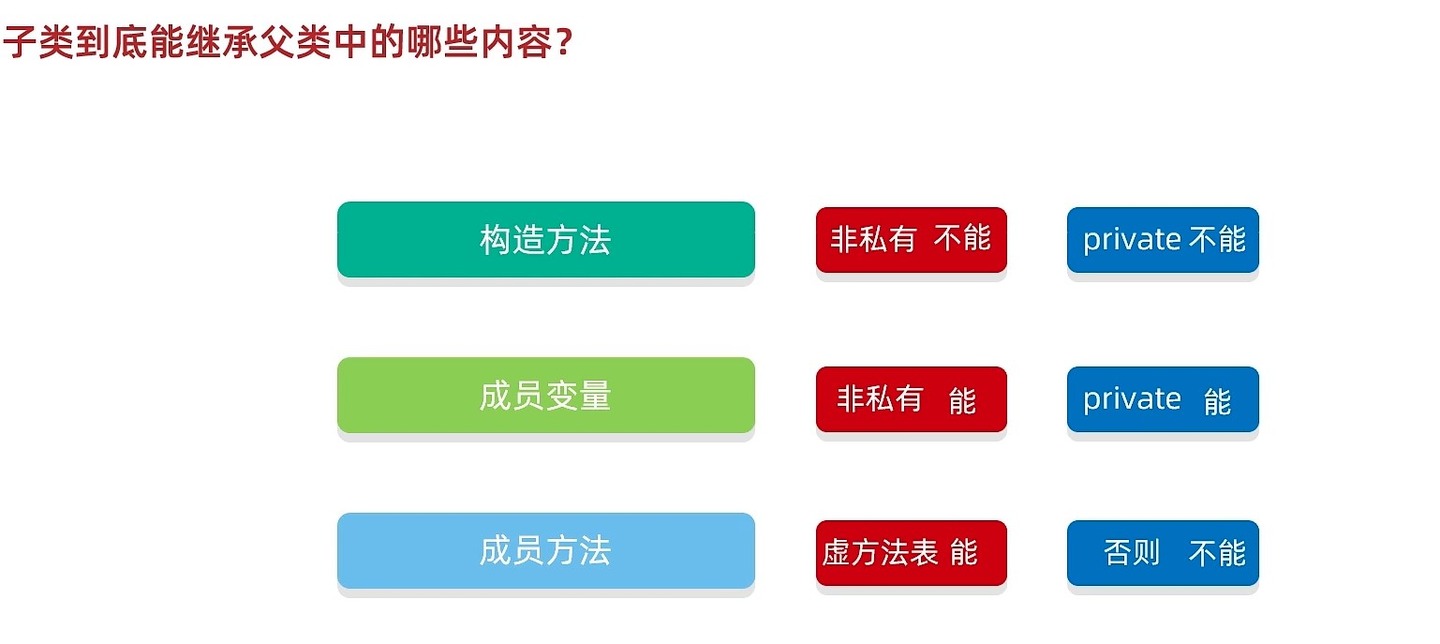 子类到底能继承父类中的哪些内容？
构造方法 非私有 不能 private 不能
成员变量 非私有 能 private 能
成员方法 虚方法表 能 否则 不能